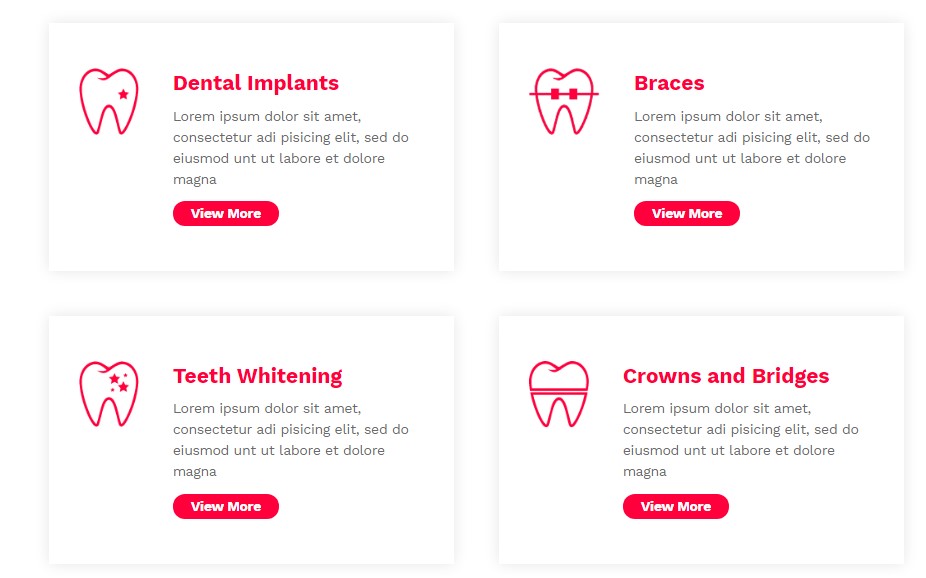 Dental Implants
Lorem ipsum dolor sit amet,
consectetur adi pisicing elit, sed do
eiusmod unt ut labore et dolore
magna
View More
Braces
Lorem ipsum dolor sit amet,
consectetur adi pisicing elit, sed do
eiusmod unt ut labore et dolore
magna
View More
Teeth Whitening
Lorem ipsum dolor sit amet,
consectetur adi pisicing elit, sed do
eiusmod unt ut labore et dolore
magna
View More
Crowns and Bridges
Lorem ipsum dolor sit amet,
consectetur adi pisicing elit, sed do
eiusmod unt ut labore et dolore
magna
View More